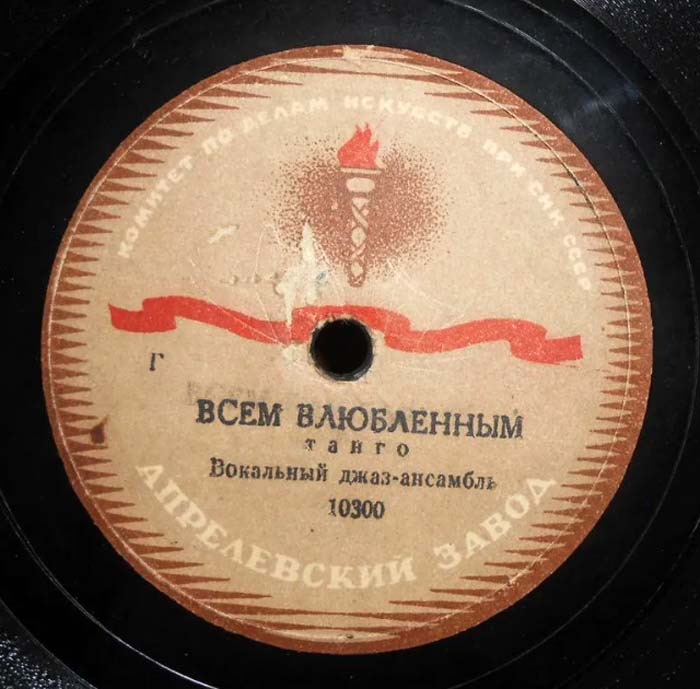 КОМИТЕТ ПО ДЕЛАМ ИСКУССТВ ПРИ СНК СССР
Г
ВСЕМ ВЛЮБЛЕННЫМ
танго
Вокальный джаз-ансамбль
10300
АПРЕЛЕВСКИЙ ЗАВОД